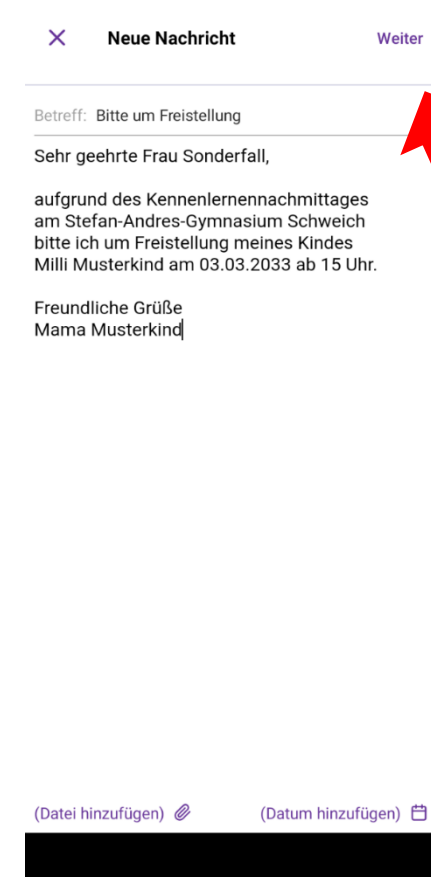 Neue Nachricht
Weiter
Betreff: Bitte um Freistellung
Sehr geehrte Frau Sonderfall,
aufgrund des Kennenlernennachmittages
am Stefan-Andres-Gymnasium Schweich
bitte ich um Freistellung meines Kindes
Milli Musterkind am 03.03.2033 ab 15 Uhr.
Freundliche Grüße
Mama Musterkind
(Datei hinzufügen)
(Datum hinzufügen)